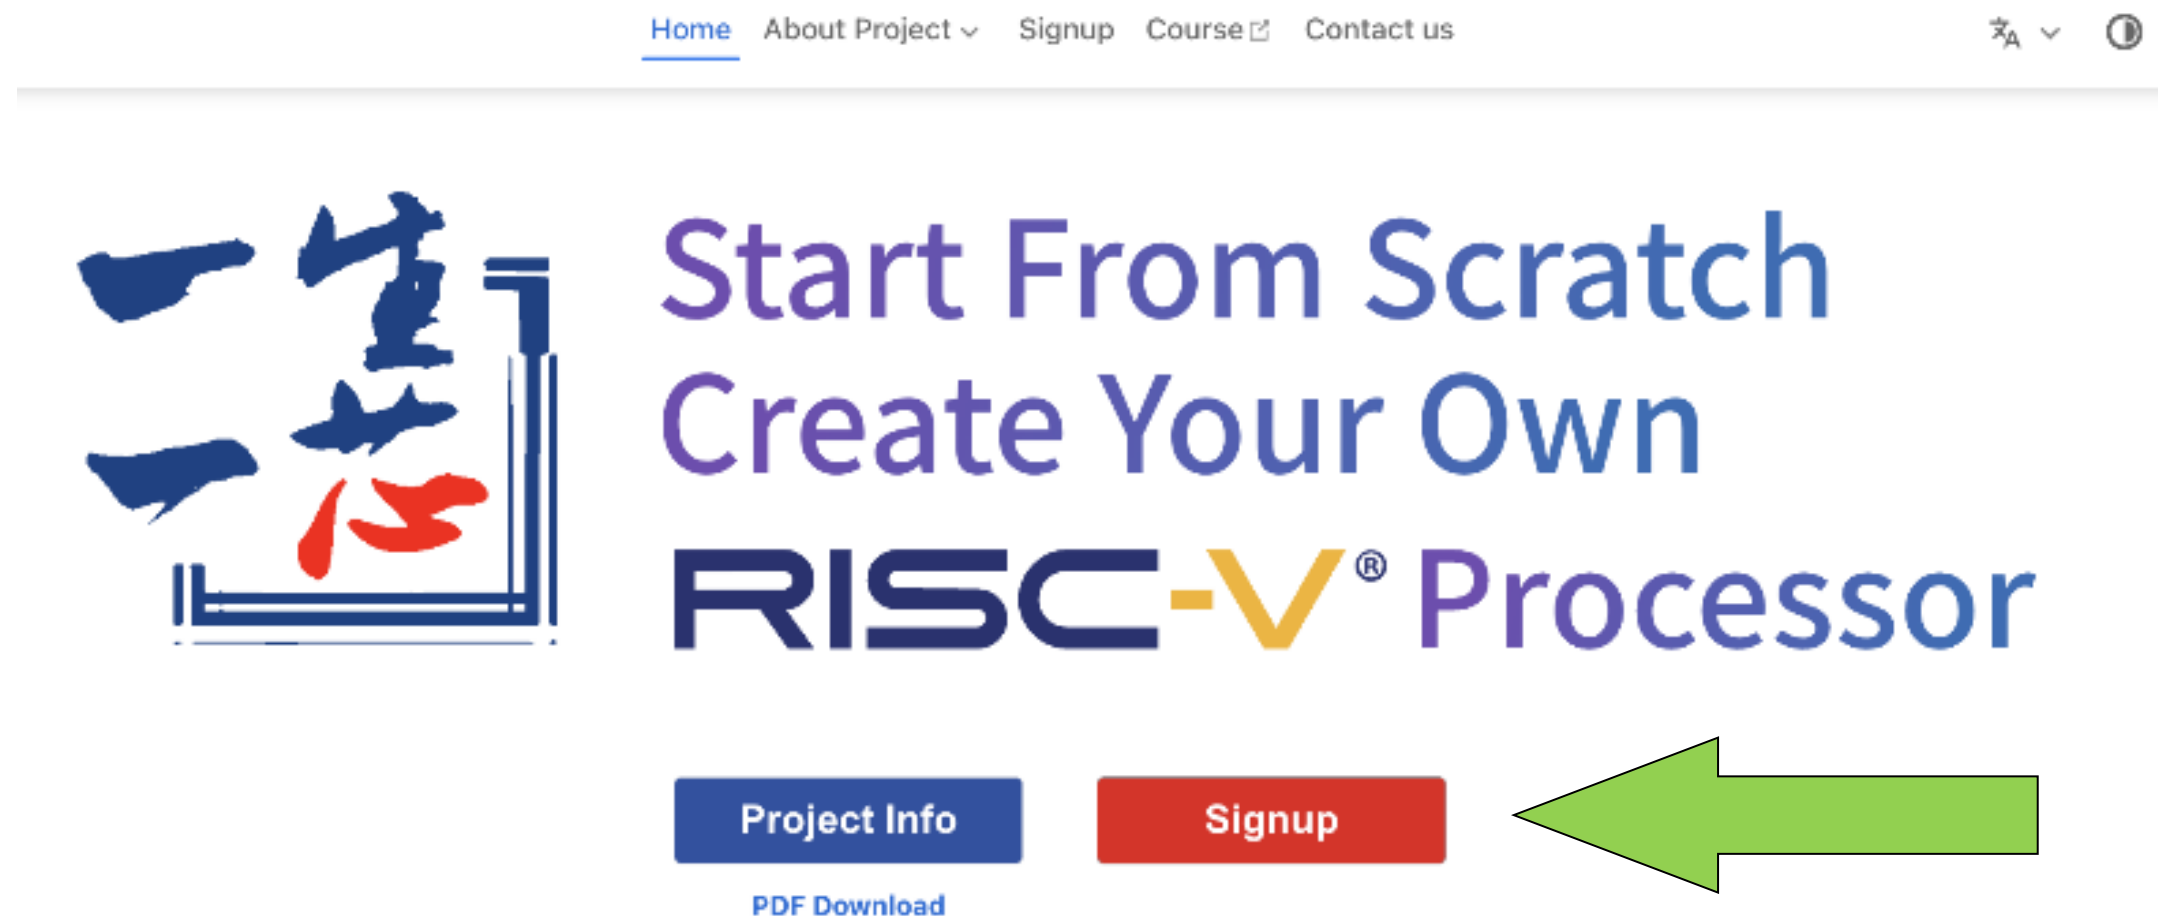 Home About Project Signup Course Contact us
一生一芯
Start From Scratch
Create Your Own
RISC-V® Processor
Project Info Signup
PDF Download